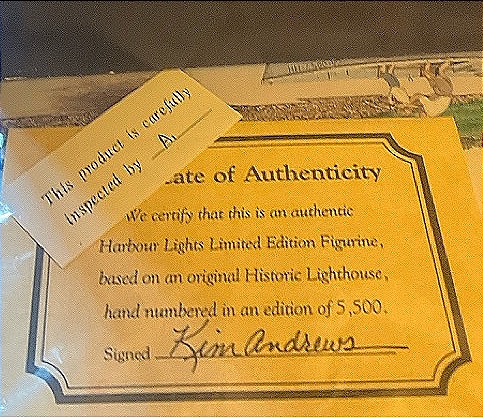 This product is carefully
inspected by A.
ate of Authenticity
We certify that this is an authentic
Harbour Lights Limited Edition Figurine,
based on an original Historic Lighthouse,
hand numbered in an edition of 5,500.
Signed Kim Andrews